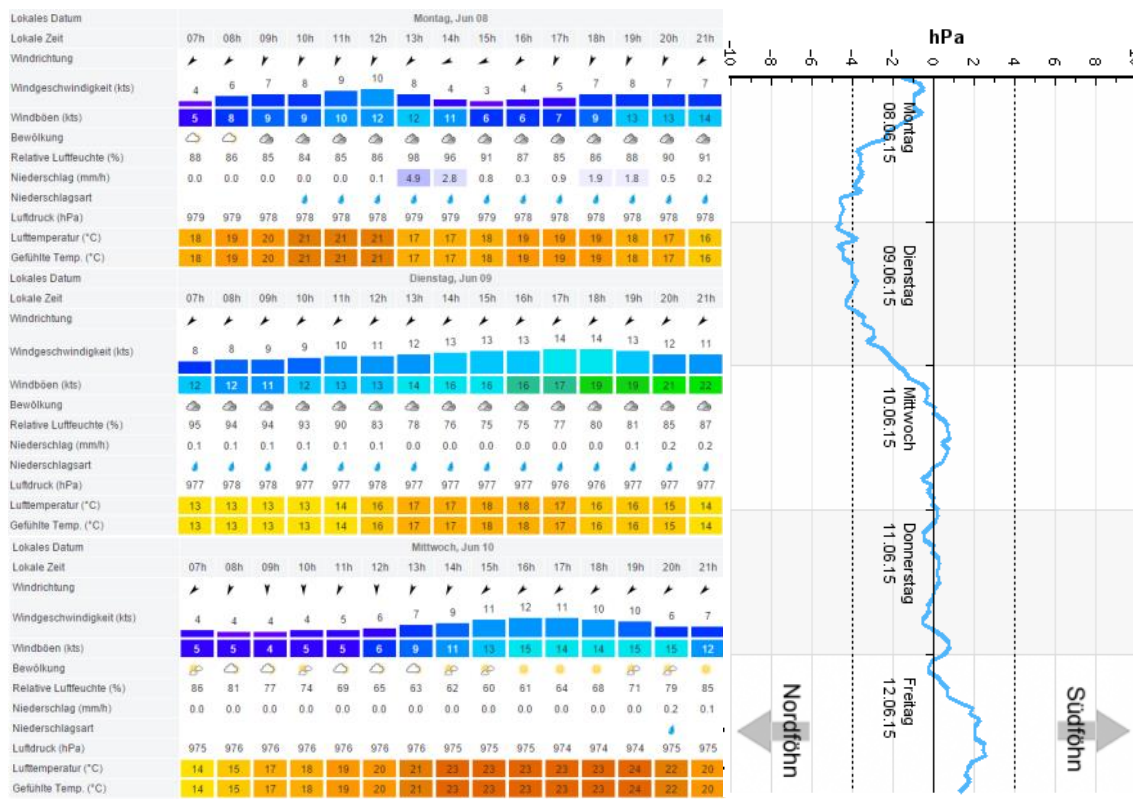 Lokales Datum Montag, Jun 08
Lokale Zeit 07h 08h 09h 10h 11h 12h 13h 14h 15h 16h 17h 18h 19h 20h 21h
Windrichtung
Windgeschwindigkeit (kts) 4 6 7 8 9 10 8 4 3 4 5 7 8 7 7
Windböen (kts) 5 8 9 9 10 12 12 11 6 6 7 9 13 13 14
Bewölkung
Relative Luftfeuchte (%) 88 86 85 84 85 86 98 96 91 87 85 86 88 90 91
Niederschlag (mm/h) 0.0 0.0 0.0 0.0 0.0 0.1 4.9 2.8 0.8 0.3 0.9 1.9 1.8 0.5 0.2
Niederschlagsart
Luftdruck (hPa) 979 979 978 978 978 978 979 979 979 978 978 978 978 978 978
Lufttemperatur (°C) 18 19 20 21 21 21 17 17 18 19 19 19 18 17 16
Gefühlte Temp. (°C) 18 19 20 21 21 21 17 17 18 19 19 19 18 17 16
Lokales Datum Dienstag, Jun 09
Lokale Zeit 07h 08h 09h 10h 11h 12h 13h 14h 15h 16h 17h 18h 19h 20h 21h
Windrichtung
Windgeschwindigkeit (kts) 8 8 9 9 10 11 12 13 13 13 14 14 13 12 11
Windböen (kts) 12 12 11 12 13 13 14 16 16 16 17 19 19 21 22
Bewölkung
Relative Luftfeuchte (%) 95 94 94 93 90 83 78 76 75 75 77 80 81 85 87
Niederschlag (mm/h) 0.1 0.1 0.1 0.1 0.1 0.1 0.0 0.0 0.0 0.0 0.0 0.0 0.1 0.2 0.2
Niederschlagsart
Luftdruck (hPa) 977 978 978 977 977 978 977 977 977 977 976 976 977 977 977
Lufttemperatur (°C) 13 13 13 13 14 16 17 17 18 18 17 16 16 15 14
Gefühlte Temp. (°C) 13 13 13 13 14 16 17 17 18 18 17 16 16 15 14
Lokales Datum Mittwoch, Jun 10
Lokale Zeit 07h 08h 09h 10h 11h 12h 13h 14h 15h 16h 17h 18h 19h 20h 21h
Windrichtung
Windgeschwindigkeit (kts) 4 4 4 4 5 6 7 9 11 12 11 10 10 6 7
Windböen (kts) 5 5 4 5 5 6 9 11 13 15 14 14 15 15 12
Bewölkung
Relative Luftfeuchte (%) 86 81 77 74 69 65 63 62 60 61 64 68 71 79 85
Niederschlag (mm/h) 0.0 0.0 0.0 0.0 0.0 0.0 0.0 0.0 0.0 0.0 0.0 0.0 0.0 0.2 0.1
Niederschlagsart
Luftdruck (hPa) 975 976 976 976 976 976 976 975 975 975 974 974 974 975 975
Lufttemperatur (°C) 14 15 17 18 19 20 21 23 23 23 23 23 24 22 20
Gefühlte Temp. (°C) 14 15 17 18 19 20 21 23 23 23 23 23 24 22 20
hPa
-10 -8 -6 -4 -2 0 2 4 6 8 10
Montag
08.06.15
Dienstag
09.06.15
Mittwoch
10.06.15
Donnerstag
11.06.15
Freitag
12.06.15
Nordföhn
Südföhn